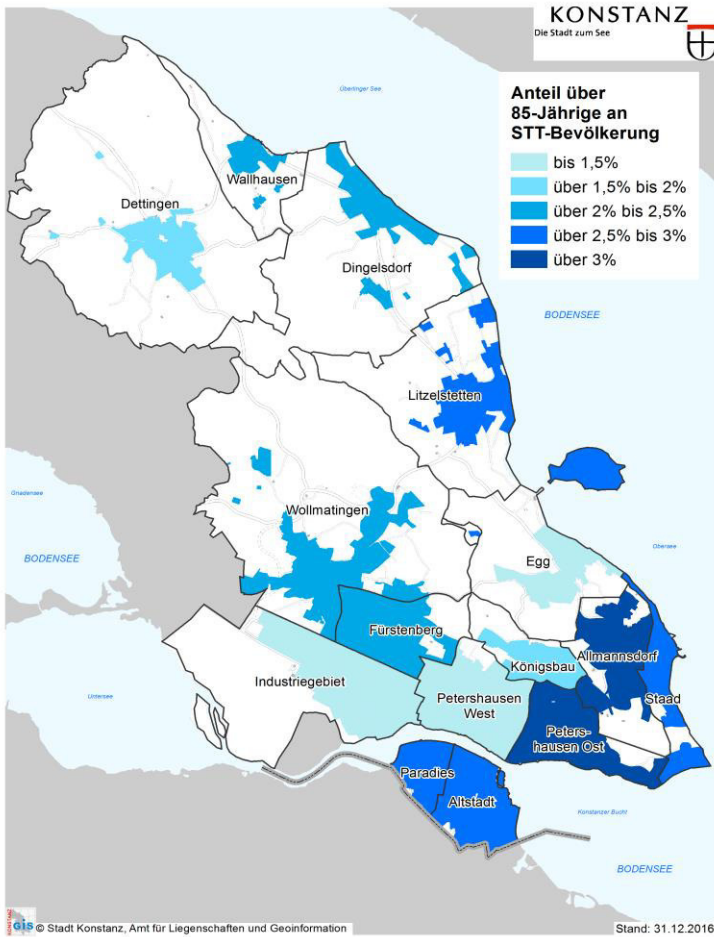 KONSTANZ
Die Stadt zum See
Anteil über
85-Jährige an
STT-Bevölkerung
bis 1,5%
über 1,5% bis 2%
über 2% bis 2,5%
über 2,5% bis 3%
über 3%
Überlinger See
Wallhausen
Dettingen
Dingelsdorf
BODENSEE
Litzelstetten
Gnadensee
Wollmatingen
Obersee
BODENSEE
Egg
Fürstenberg
Königsbau
Allmannsdorf
Industriegebiet
Petershausen
West
Staad
Untersee
Peters-
hausen Ost
Paradies
Altstadt
Konstanzer Bucht
BODENSEE
KONSTANZ
GIS © Stadt Konstanz, Amt für Liegenschaften und Geoinformation
Stand: 31.12.2016